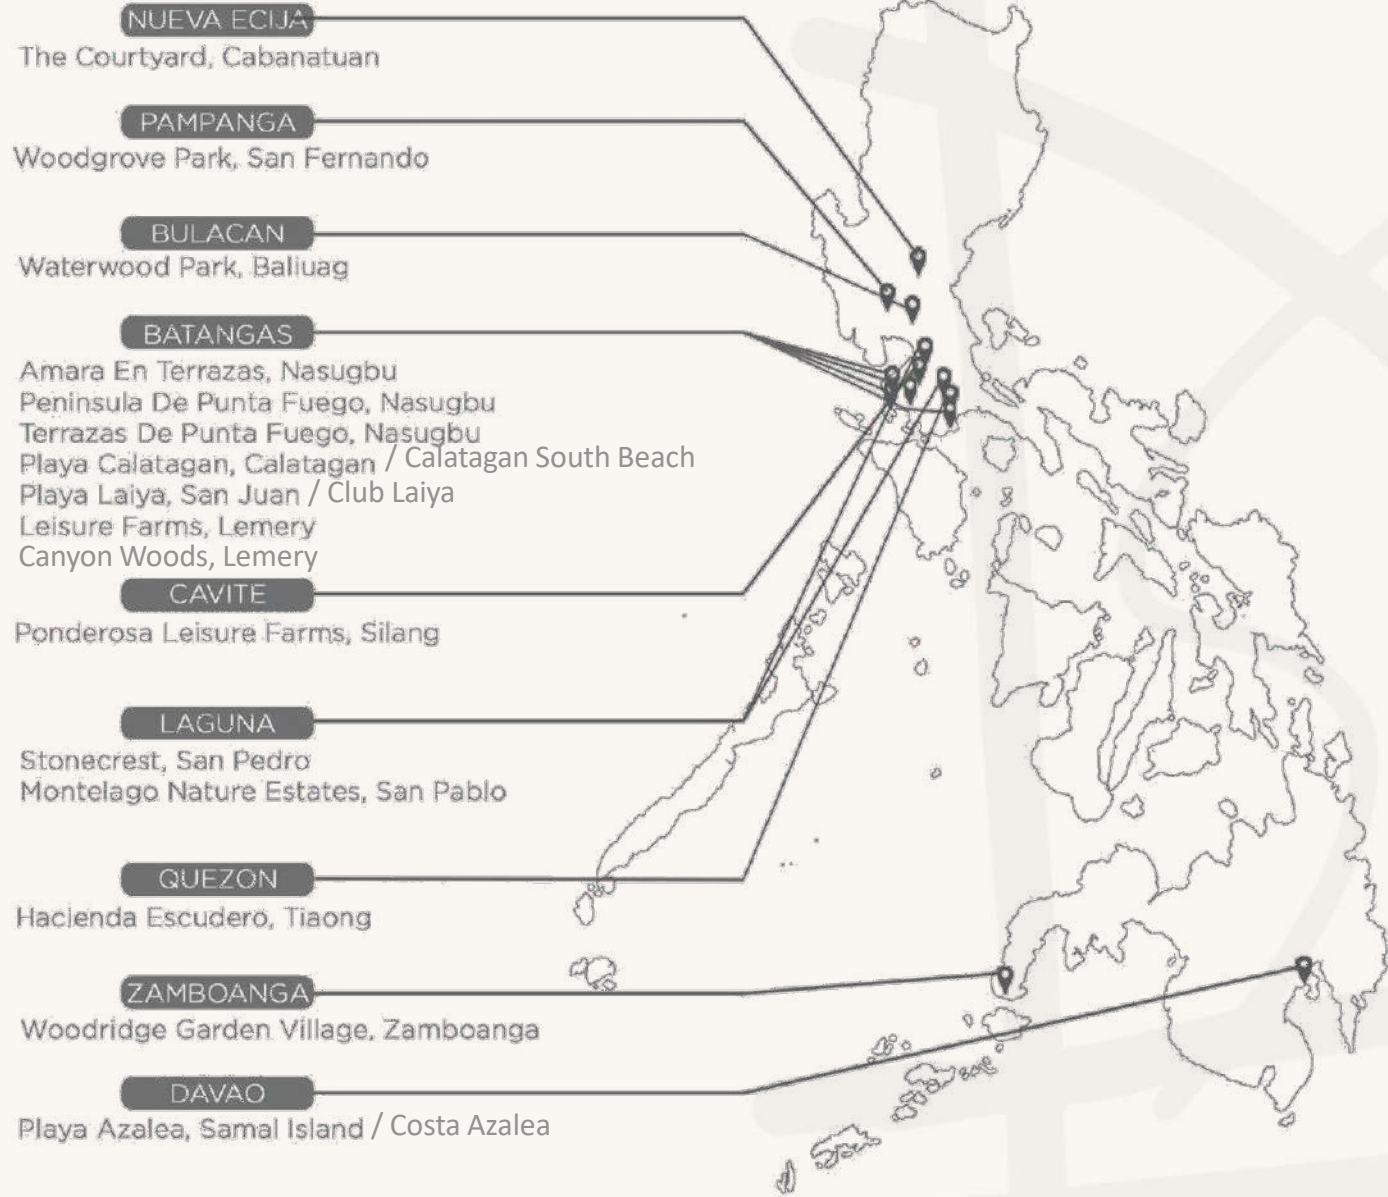 NUEVA ECIJA
The Courtyard, Cabanatuan
PAMPANGA
Woodgrove Park, San Fernando
BULACAN
Waterwood Park, Baliuag
BATANGAS
Amara En Terrazas, Nasugbu
Peninsula De Punta Fuego, Nasugbu
Terrazas De Punta Fuego, Nasugbu
Playa Calatagan, Calatagan / Calatagan South Beach
Playa Laiya, San Juan / Club Laiya
Leisure Farms, Lemery
Canyon Woods, Lemery
CAVITE
Ponderosa Leisure Farms, Silang
LAGUNA
Stonecrest, San Pedro
Montelago Nature Estates, San Pablo
QUEZON
Hacienda Escudero, Tiaong
ZAMBOANGA
Woodridge Garden Village, Zamboanga
DAVAO
Playa Azalea, Samal Island / Costa Azalea